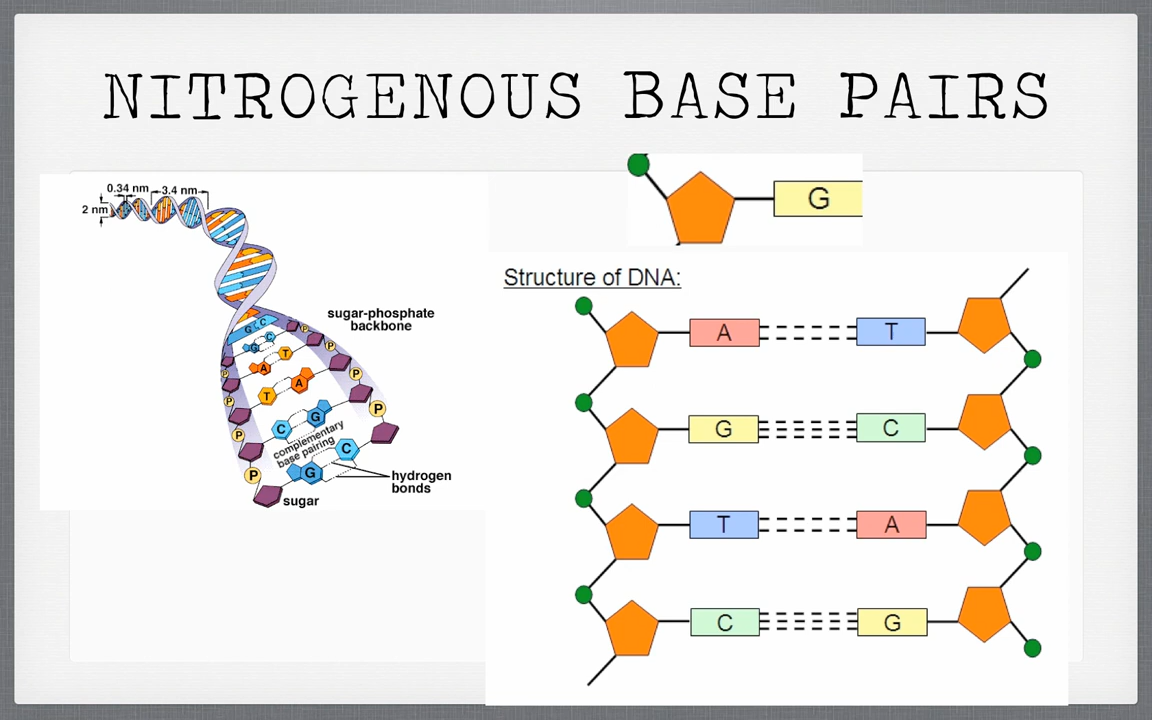 NITROGENOUS BASE PAIRS
0.34 nm
3.4 nm
2 nm
sugar-phosphate
backbone
G C
G C P
A T P
T A P
P
P
C G P
P
complementary
base pairing
P
G C
hydrogen
bonds
sugar
P
P
G
Structure of DNA:
A T
G C
T A
C G